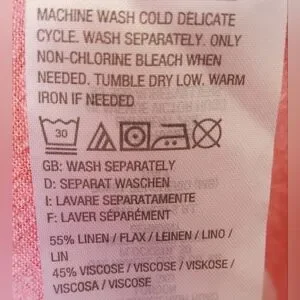 MACHINE WASH COLD DELICATE
CYCLE. WASH SEPARATELY. ONLY
NON-CHLORINE BLEACH WHEN
NEEDED. TUMBLE DRY LOW. WARM
IRON IF NEEDED
30
GB: WASH SEPARATELY
D: SEPARAT WASCHEN
I: LAVARE SEPARATAMENTE
F: LAVER SÉPARÉMENT
55% LINEN / FLAX / LEINEN / LINO /
LIN
45% VISCOSE / VISCOSE / VISKOSE /
VISCOSA / VISCOSE